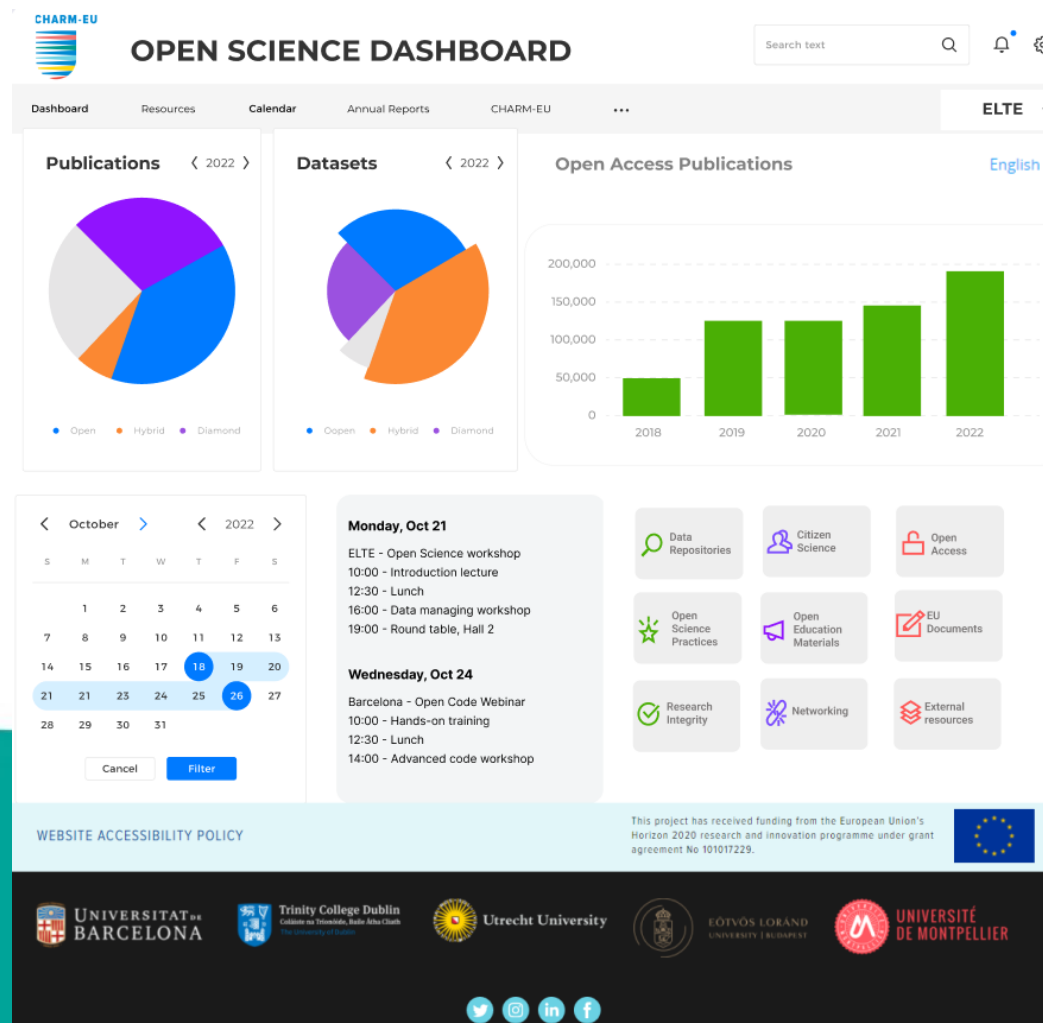 CHARM-EU
OPEN SCIENCE DASHBOARD
Search text
Dashboard Resources Calendar Annual Reports CHARM-EU ...
ELTE
Publications
2022
Open Hybrid Diamond
Datasets
2022
Oopen Hybrid Diamond
Open Access Publications
English
200,000
150,000
100,000
50,000
0
2018 2019 2020 2021 2022
October 2022
S M T W T F S
1 2 3 4 5 6
7 8 9 10 11 12 13
14 15 16 17 18 19 20
21 21 23 24 25 26 27
28 29 30 31
Cancel Filter
Monday, Oct 21
ELTE - Open Science workshop
10:00 - Introduction lecture
12:30 - Lunch
16:00 - Data managing workshop
19:00 - Round table, Hall 2
Wednesday, Oct 24
Barcelona - Open Code Webinar
10:00 - Hands-on training
12:30 - Lunch
14:00 - Advanced code workshop
Data
Repositories
Citizen
Science
Open
Access
Open
Science
Practices
Open
Education
Materials
EU
Documents
Research
Integrity
Networking
External
resources
WEBSITE ACCESSIBILITY POLICY
This project has received funding from the European Union's
Horizon 2020 research and innovation programme under grant
agreement No 101017229.
UNIVERSITAT DE
BARCELONA
Trinity College Dublin
Coláiste na Tríonóide, Baile Átha Cliath
The University of Dublin
Utrecht University
EÖTVÖS LORÁND
UNIVERSITY | BUDAPEST
UNIVERSITÉ
DE MONTPELLIER